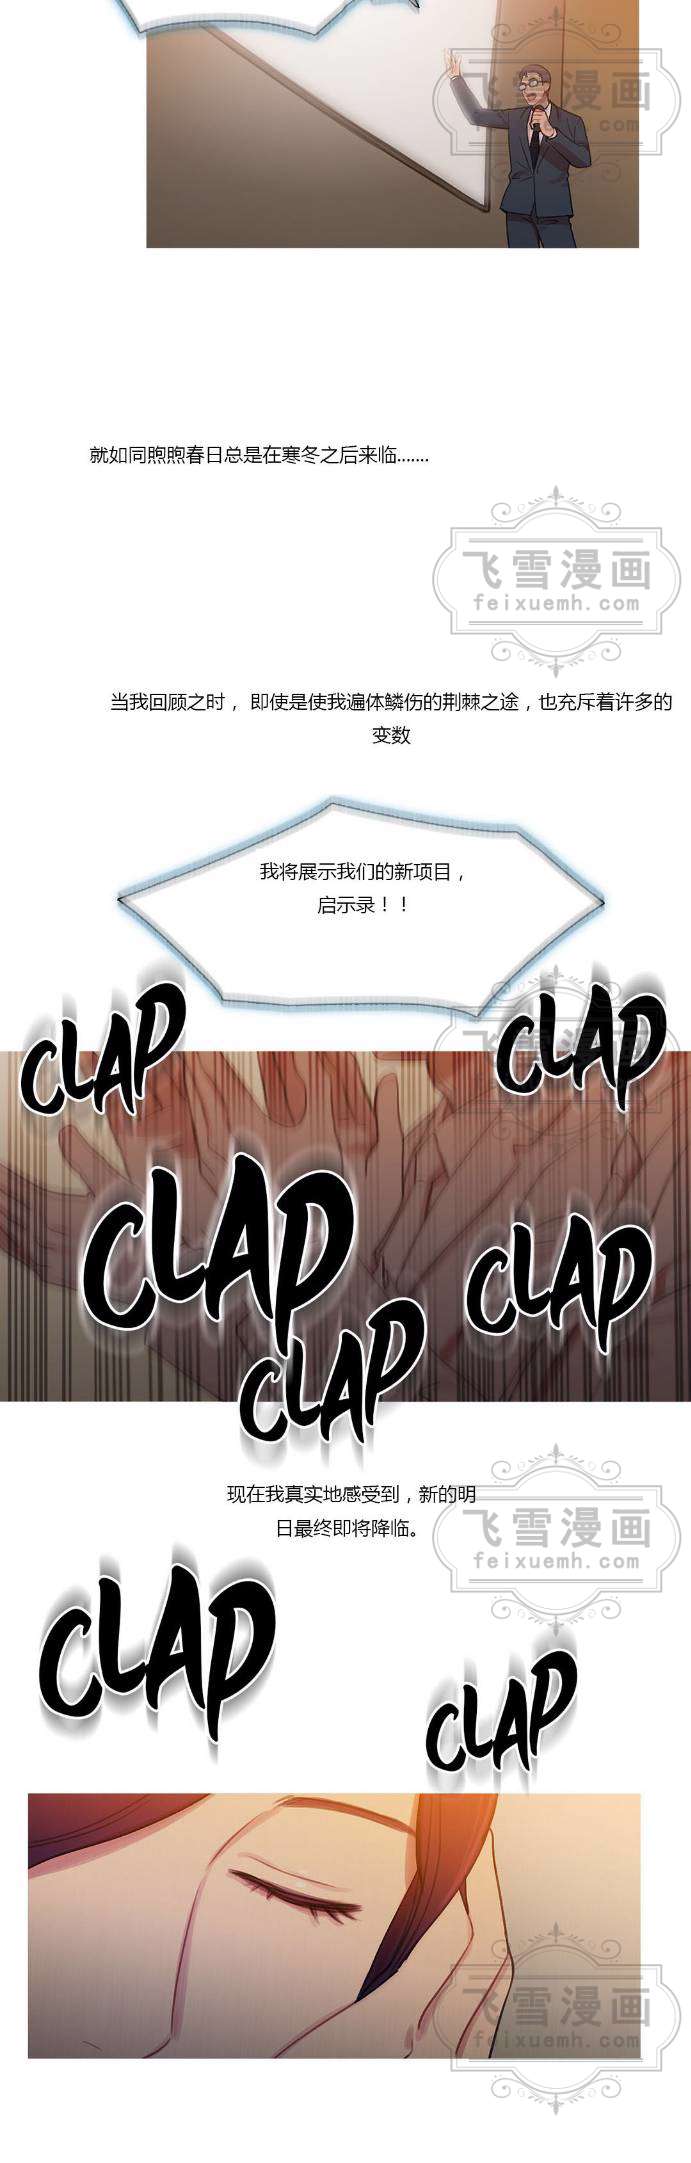 飞雪漫画
就如同煦煦春日总是在寒冬之后来临.......
飞雪漫画
feixuemh.com
当我回顾之时， 即使是使我遍体鳞伤的荆棘之途，也充斥着许多的
变数
我将展示我们的新项目，
启示录！！
CLAP
CLAP
飞雪漫画
CLAP
CLAP
CLAP
现在我真实地感受到，新的明
日最终即将降临。
飞雪漫画
feixuemh.com
CLAP
CLAP
飞雪漫画
feixuemh.com